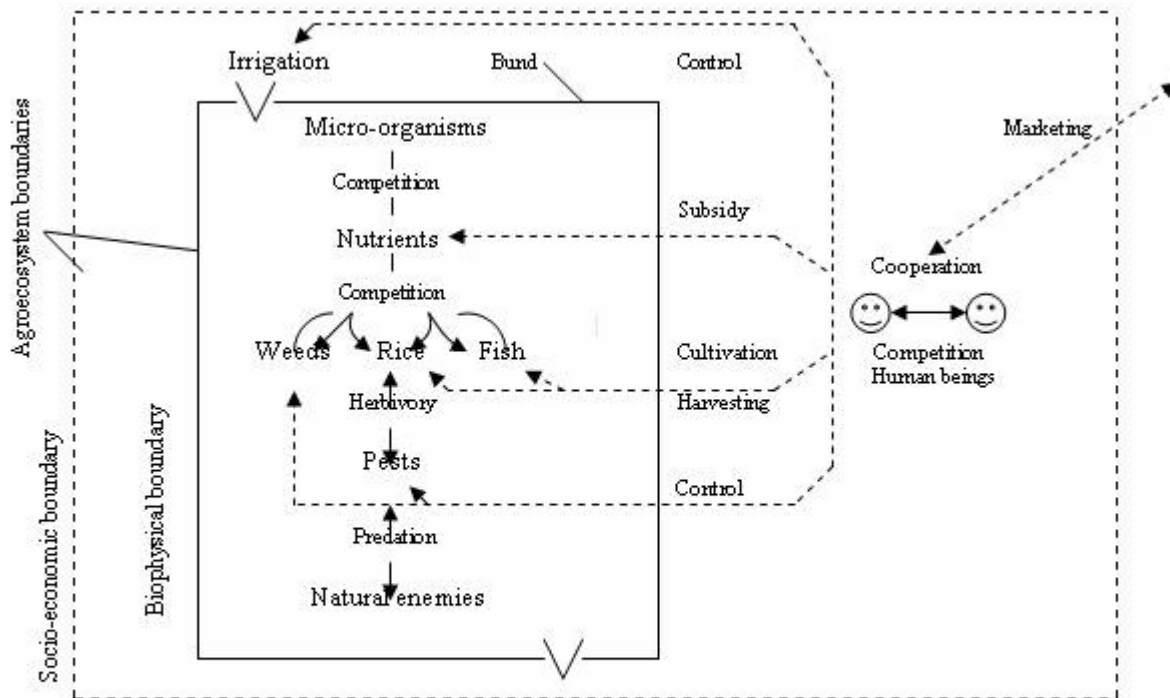 Irrigation
Bund
Control
Micro-organisms
Marketing
Competition
Subsidy
Nutrients
Cooperation
Competition
Weeds
Rice
Fish
Cultivation
Competition
Human beings
Herbivory
Harvesting
Pests
Control
Predation
Natural enemies
Agroecosystem boundaries
Socio-economic boundary
Biophysical boundary